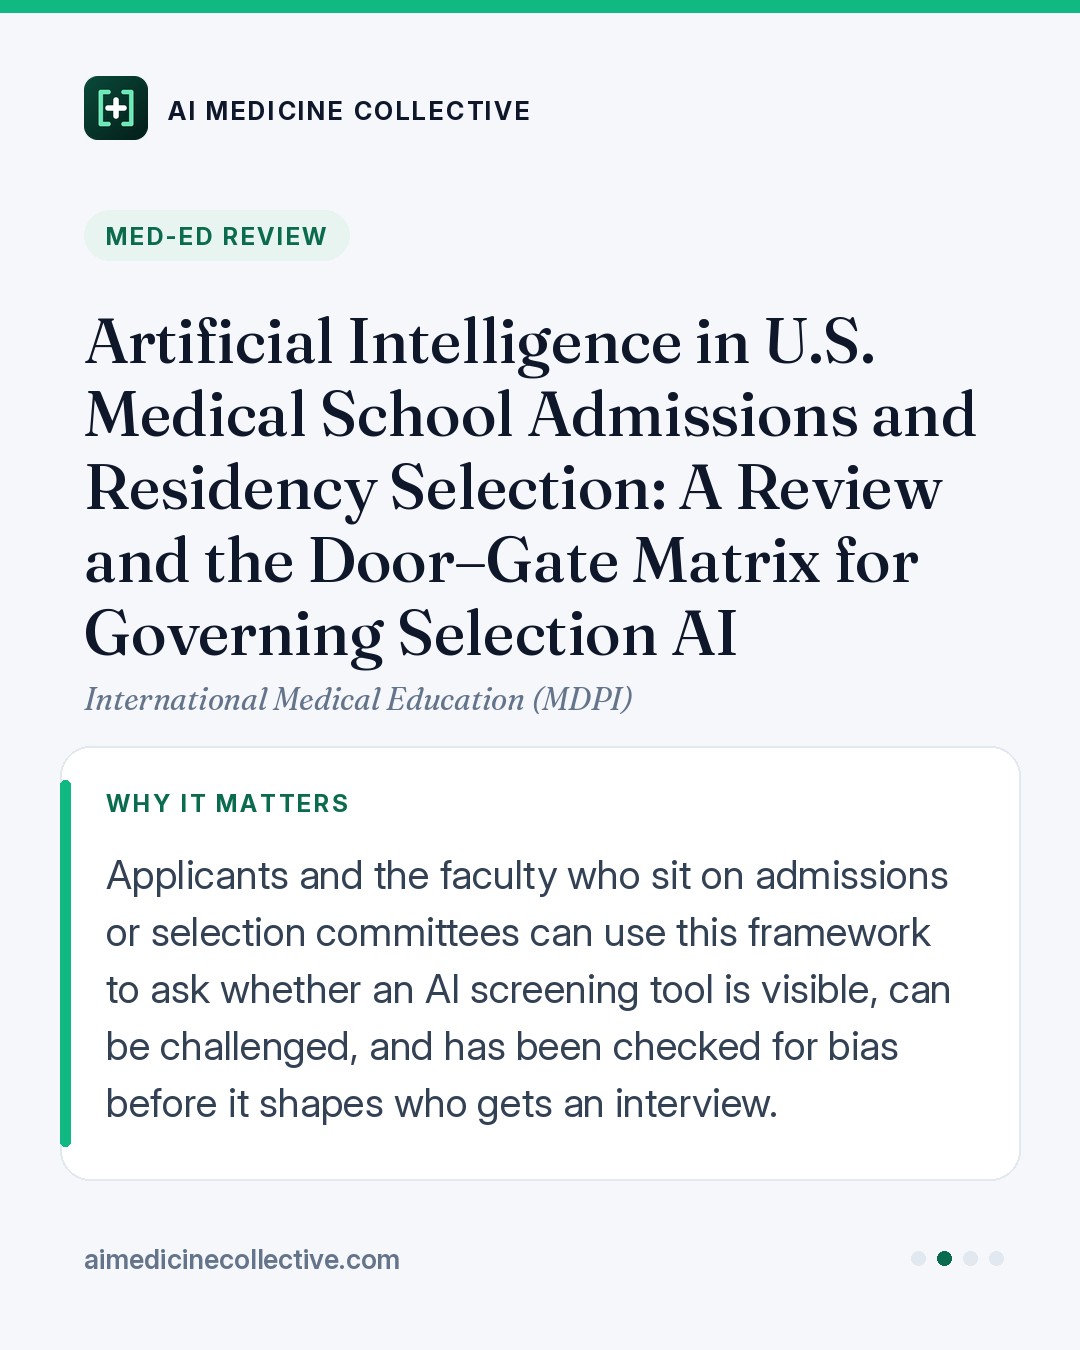 AI MEDICINE COLLECTIVE
MED-ED REVIEW
Artificial Intelligence in U.S.
Medical School Admissions and
Residency Selection: A Review
and the Door–Gate Matrix for
Governing Selection AI
International Medical Education (MDPI)
WHY IT MATTERS
Applicants and the faculty who sit on admissions
or selection committees can use this framework
to ask whether an AI screening tool is visible, can
be challenged, and has been checked for bias
before it shapes who gets an interview.
aimedicinecollective.com